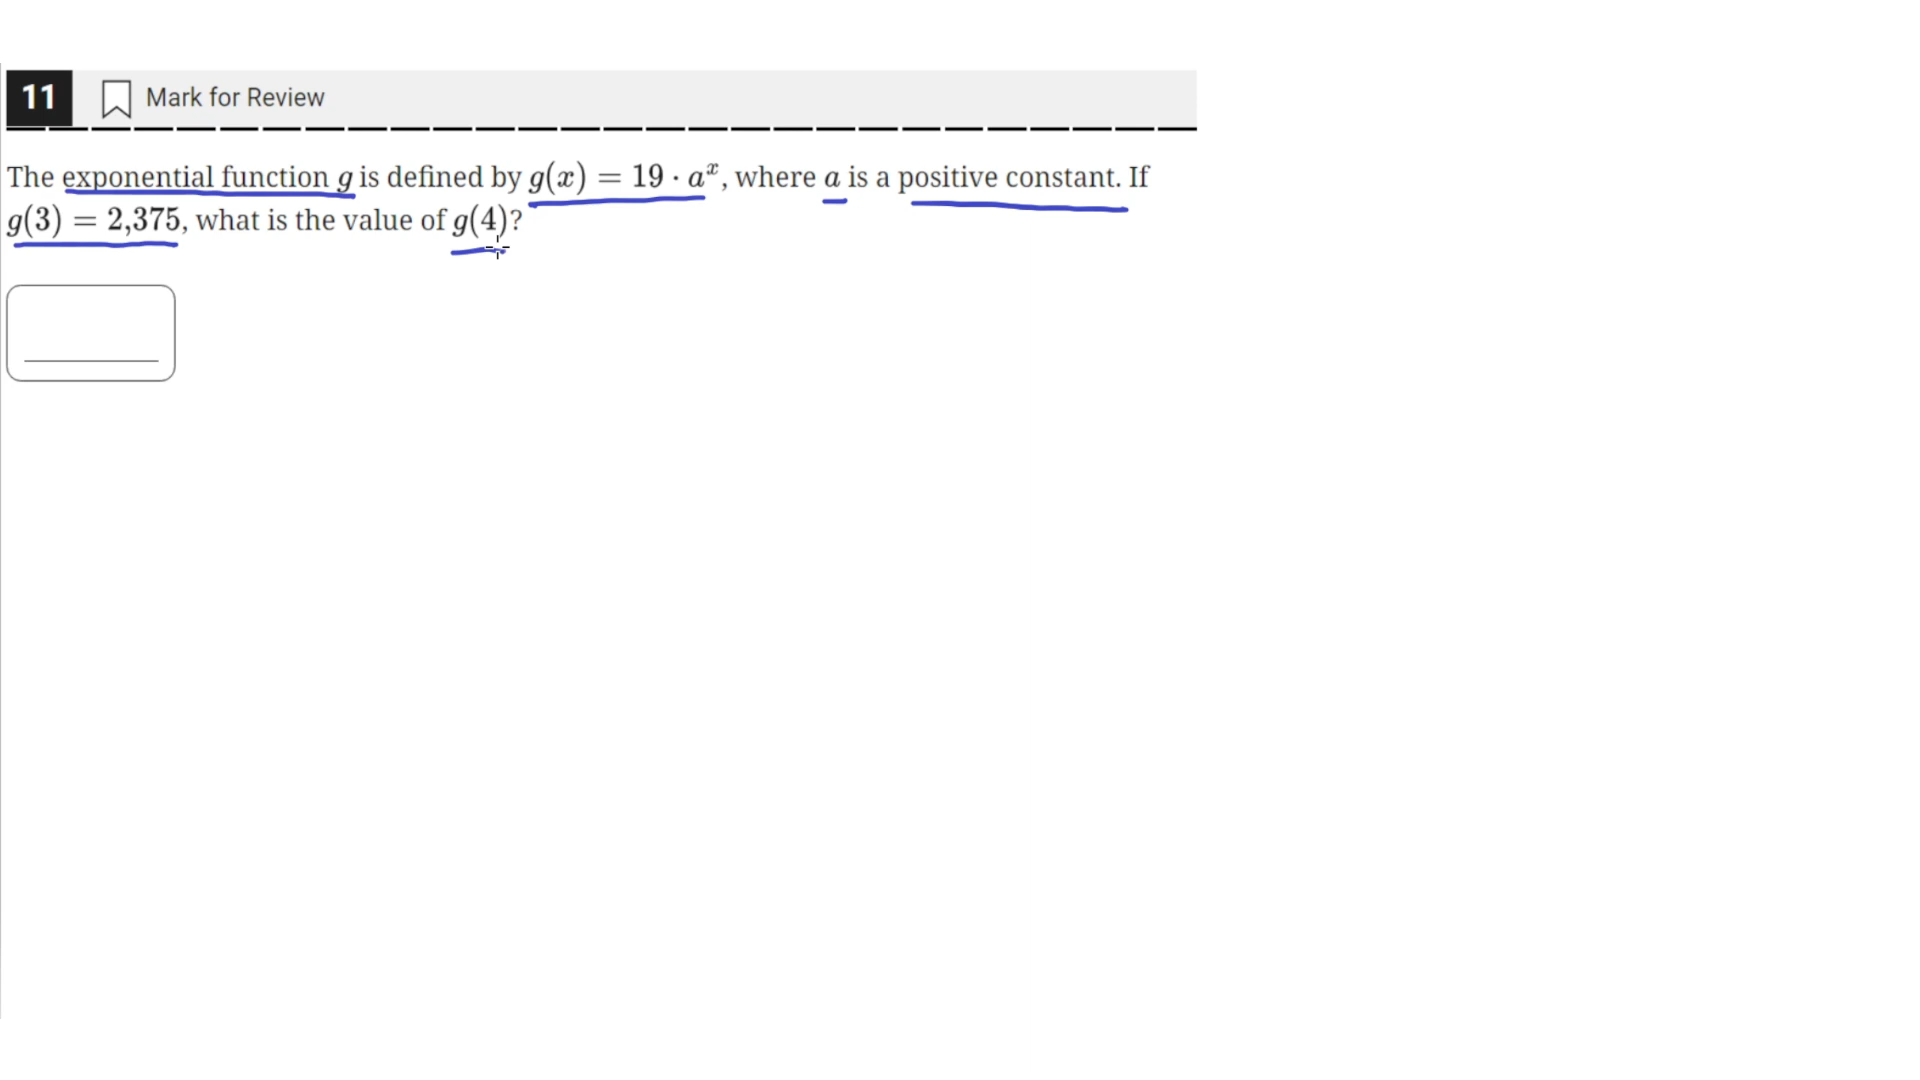 11 Mark for Review
The exponential function g is defined by g(x) = 19 · aˣ, where a is a positive constant. If
g(3) = 2,375, what is the value of g(4)?